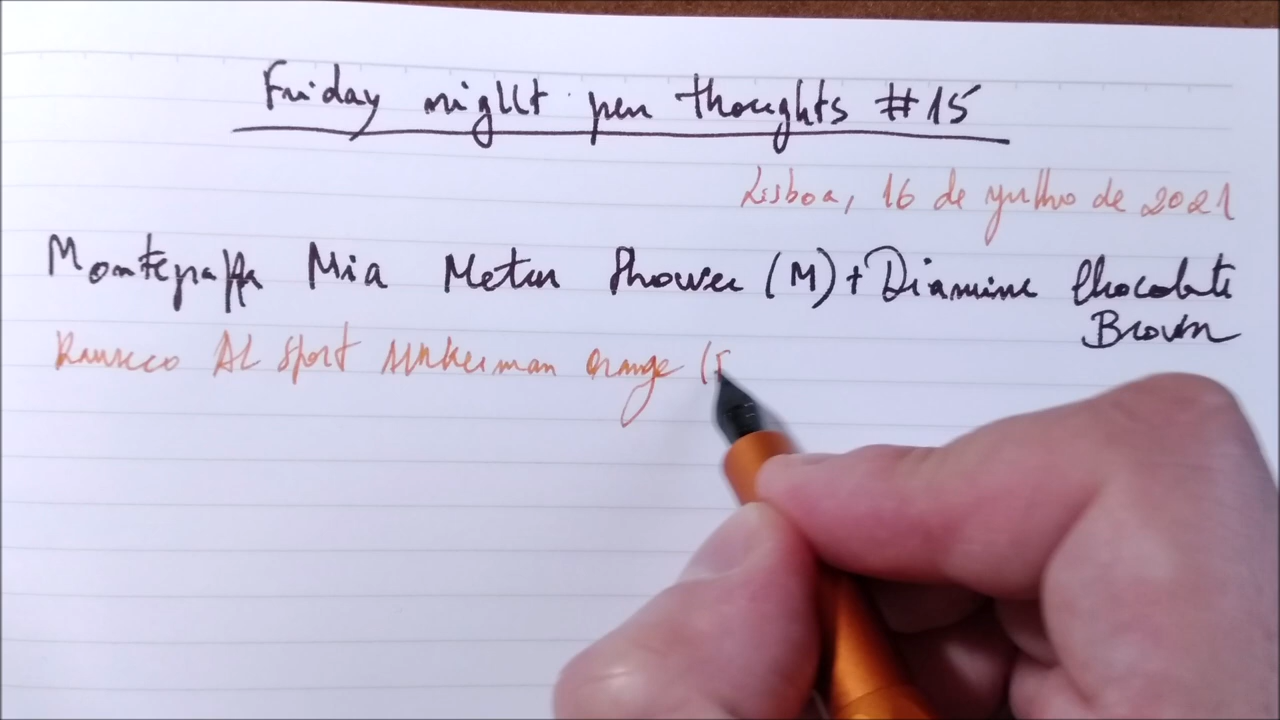 Friday night pen thoughts #15
Lisboa, 16 de julho de 2021
Montegrappa Mia Meteor Shower (M) + Diamine Chocolate
Brown
Kaweco AL Sport orange (